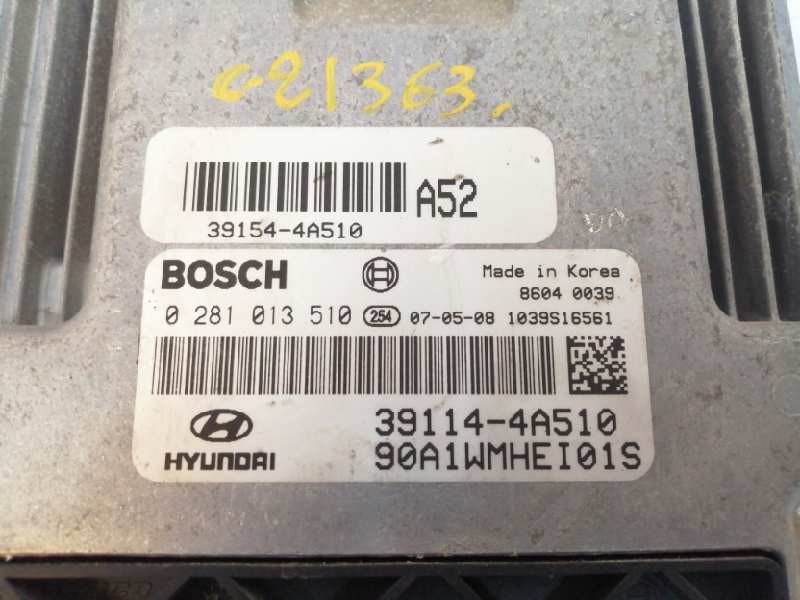 C21363.
A52
39154-4A510
BOSCH
Made in Korea
8604 0039
0 281 013 510 254 07-05-08 1039S16561
39114-4A510
HYUNDAI 90A1WMHEI01S